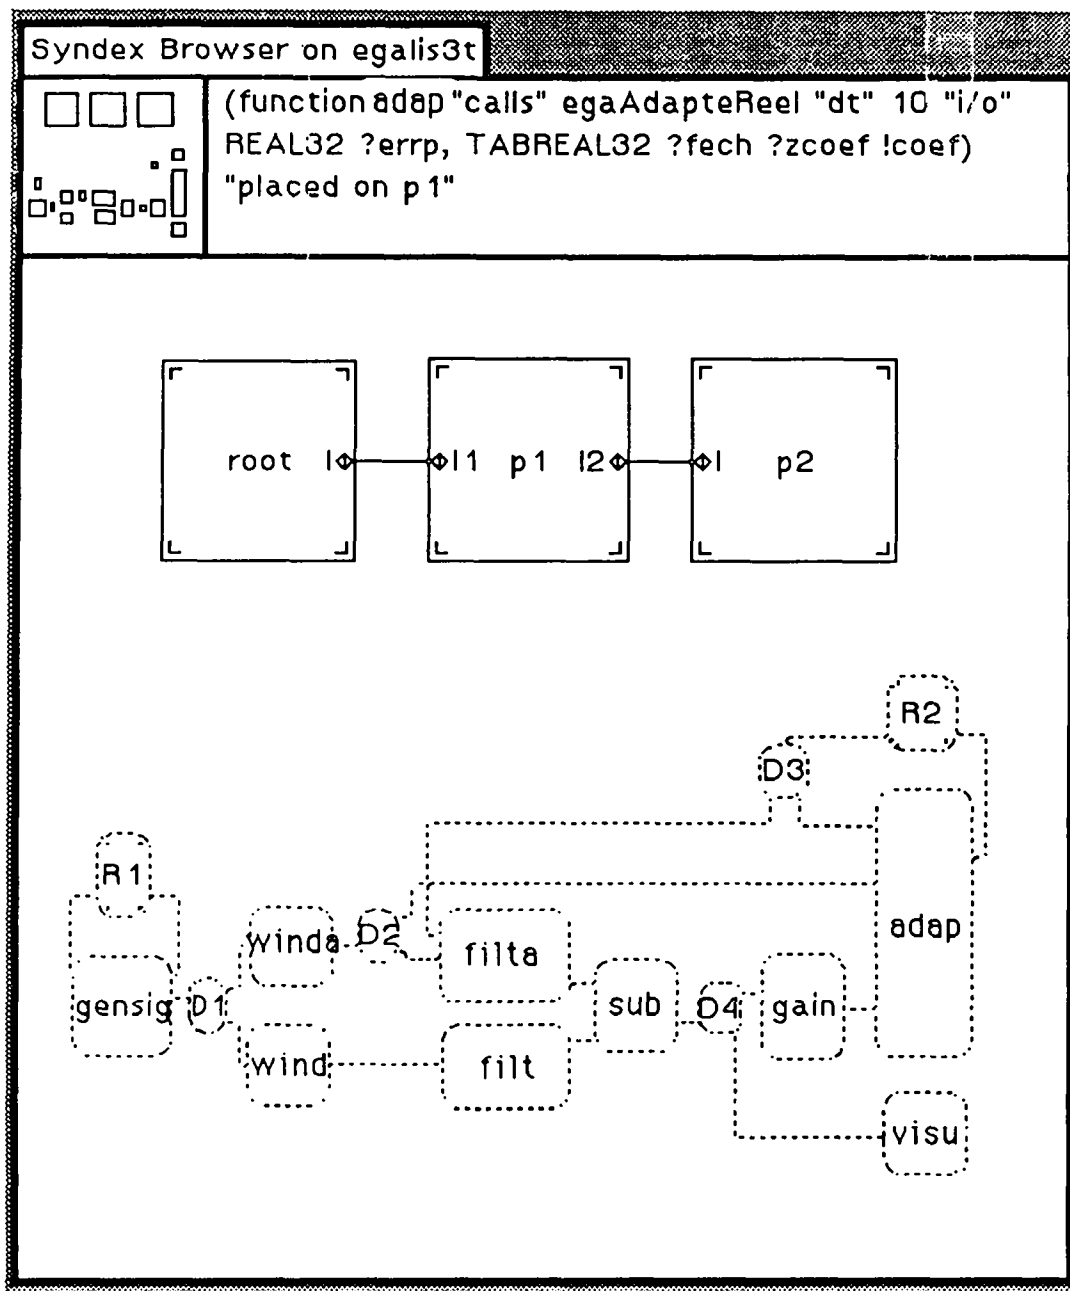 Syndex Browser on egalis3t
(function adap "calls" egaAdapteReel "dt" 10 "i/o"
REAL32 ?errp, TABREAL32 ?fech ?zcoef !coef)
"placed on p1"
root l l1 p1 l2 l p2
R2
D3
R1
adap
winda D2 filta
gensig D1 sub D4 gain
wind filt
visu